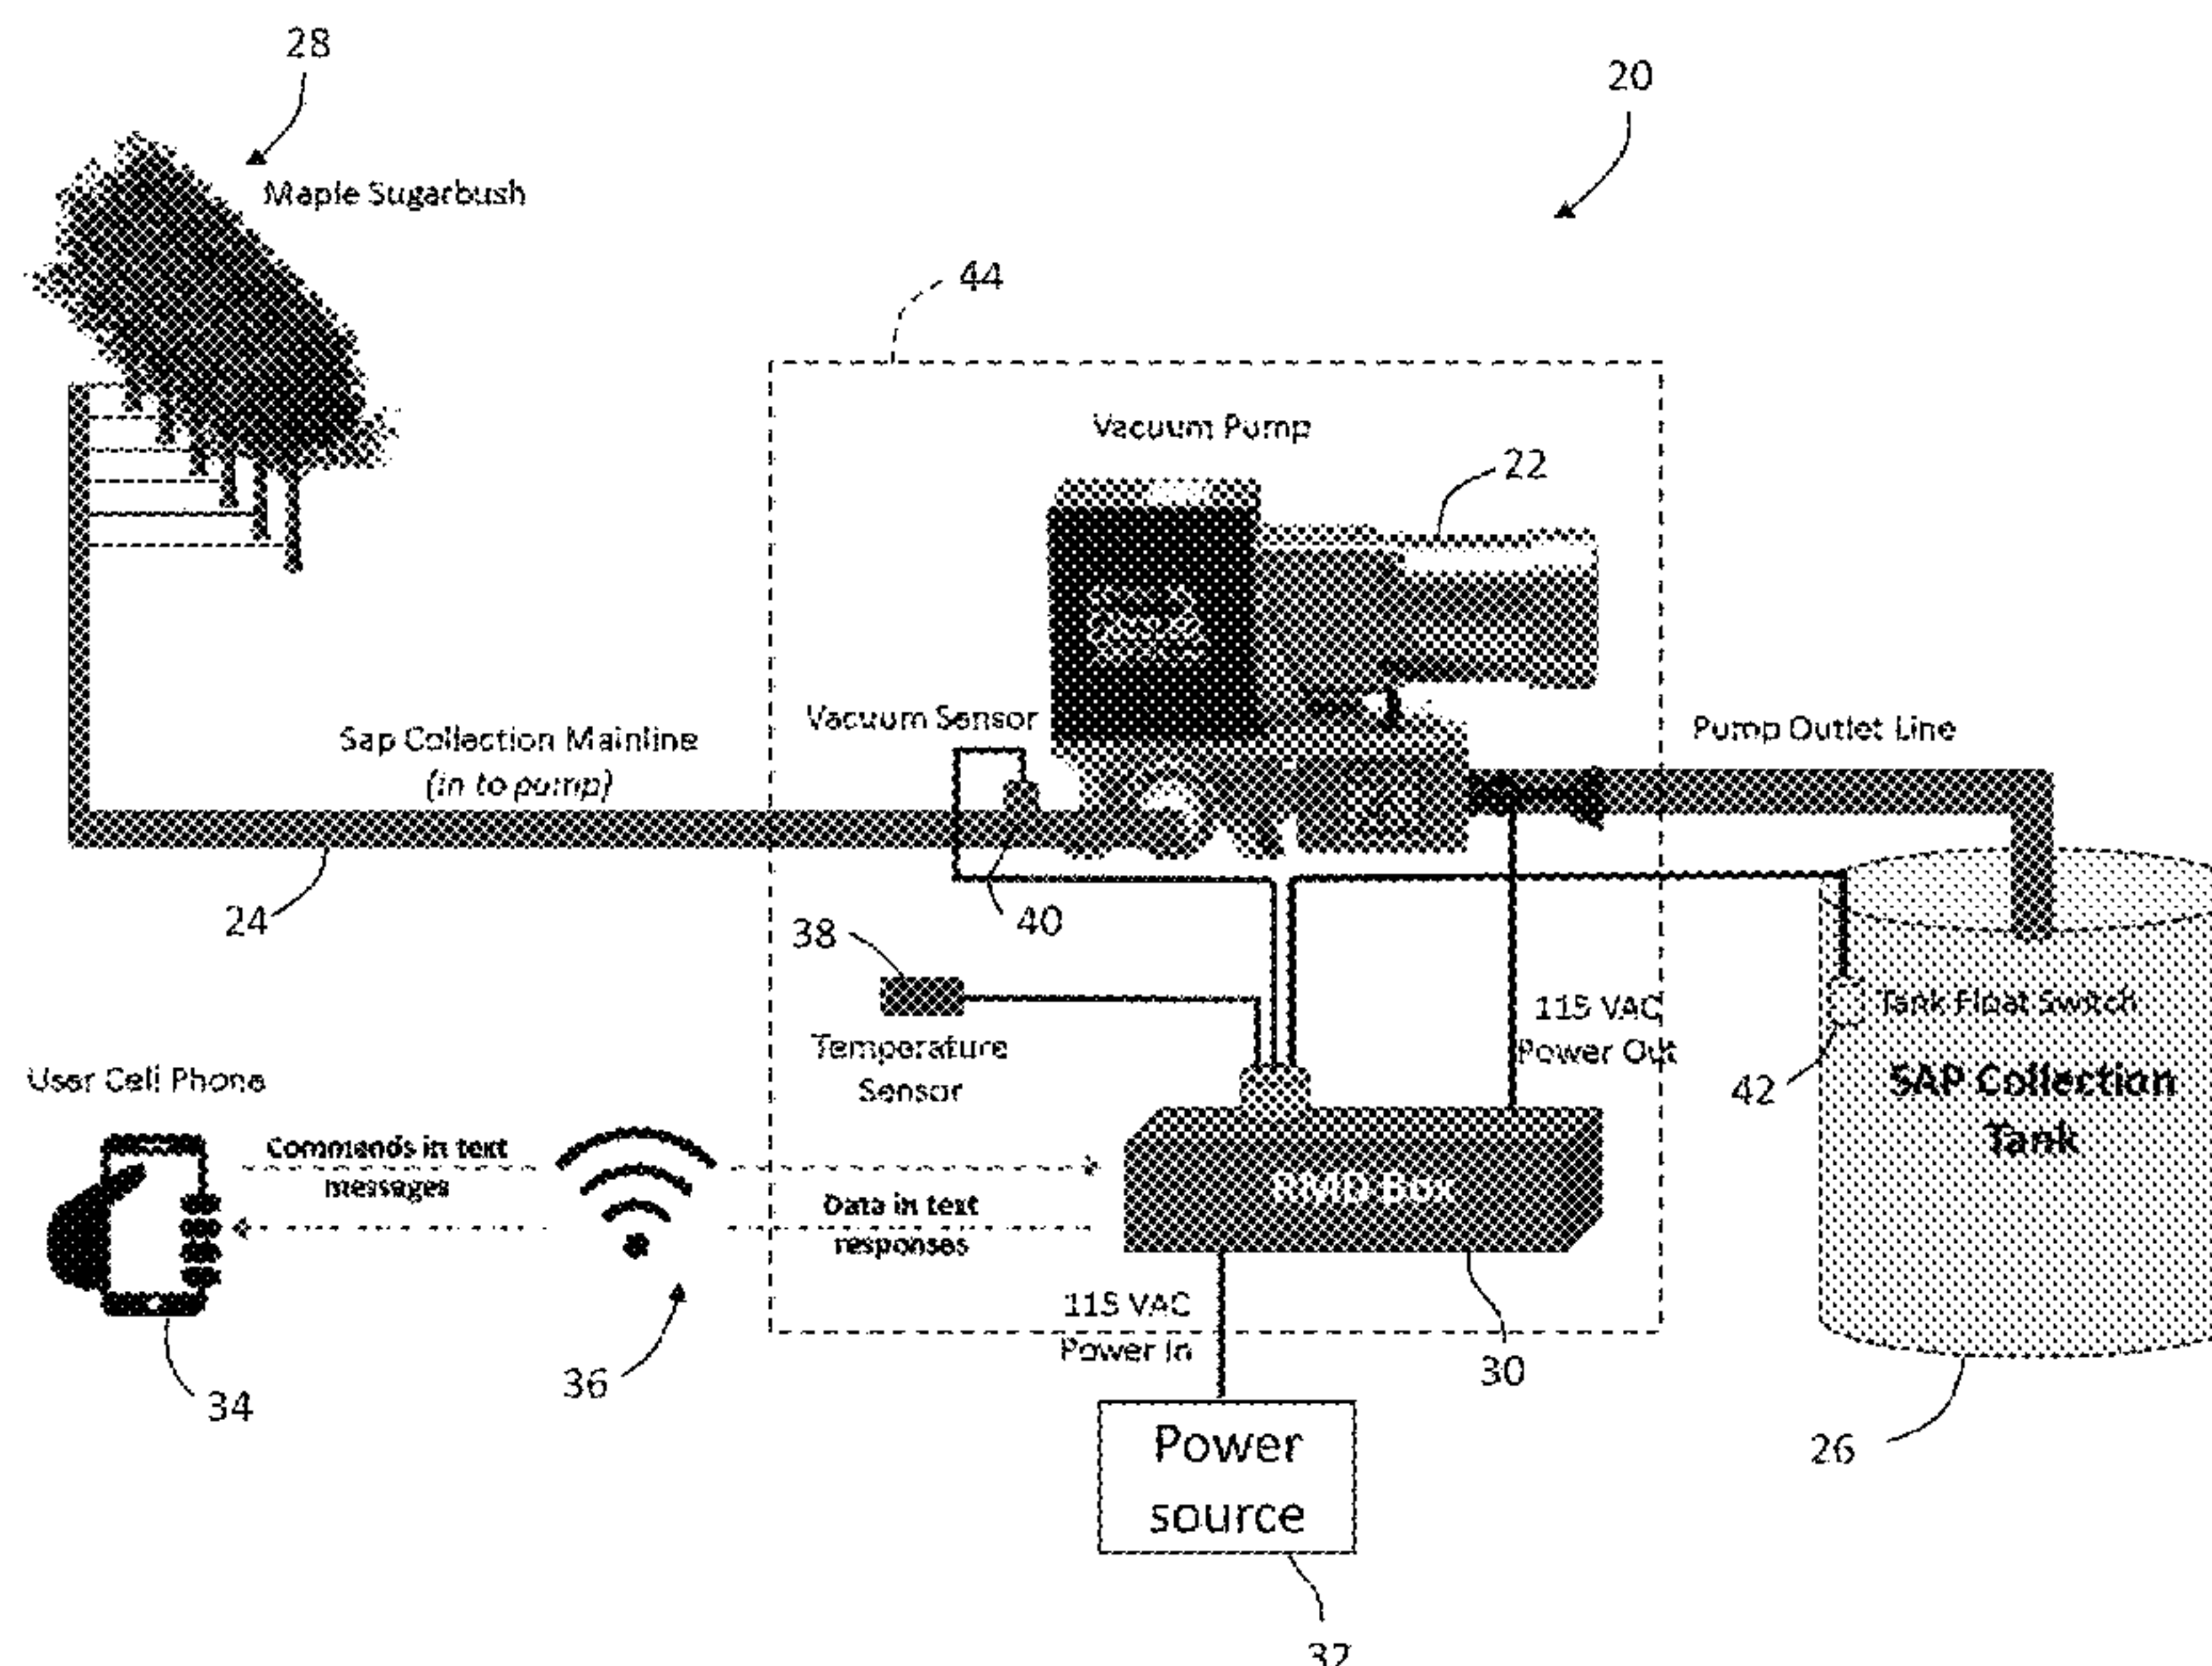 28
20
Maple Sugarbush
44
Vacuum Pump
22
Vacuum Sensor
Sap Collection Mainline
(in to pump)
Pump Outlet Line
24
40
38
115 VAC
Power Out
Tank Float Switch
42
SAP Collection
Tank
Temperature
Sensor
User Cell Phone
Commands in text
messages
Data in text
responses
RMD Box
115 VAC
Power In
36
34
30
26
Power
source
32